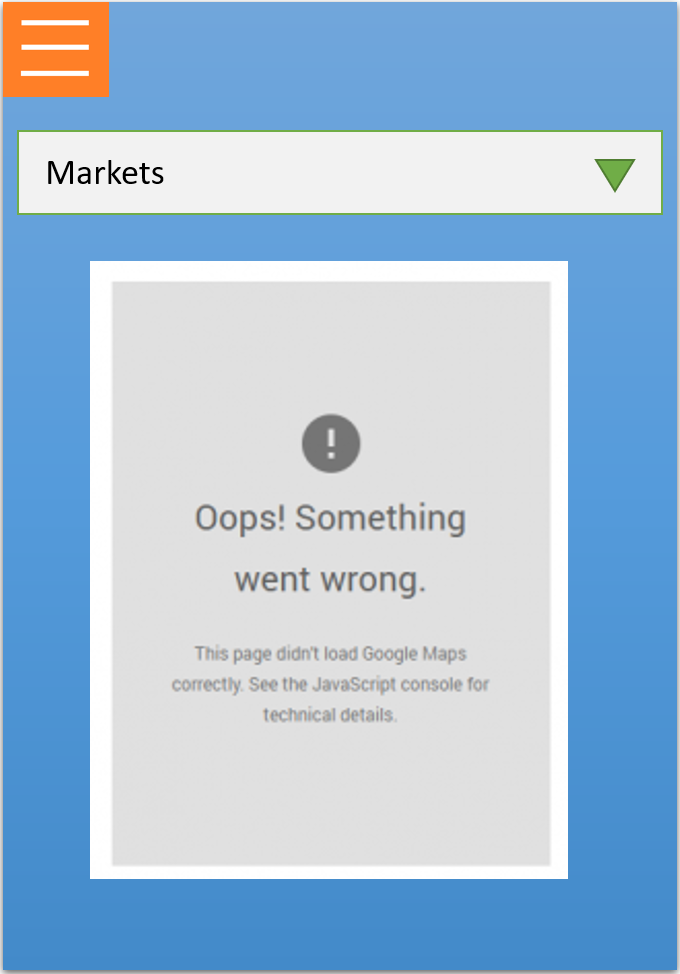 Markets
Oops! Something
went wrong.
This page didn't load Google Maps
correctly. See the JavaScript console for
technical details.